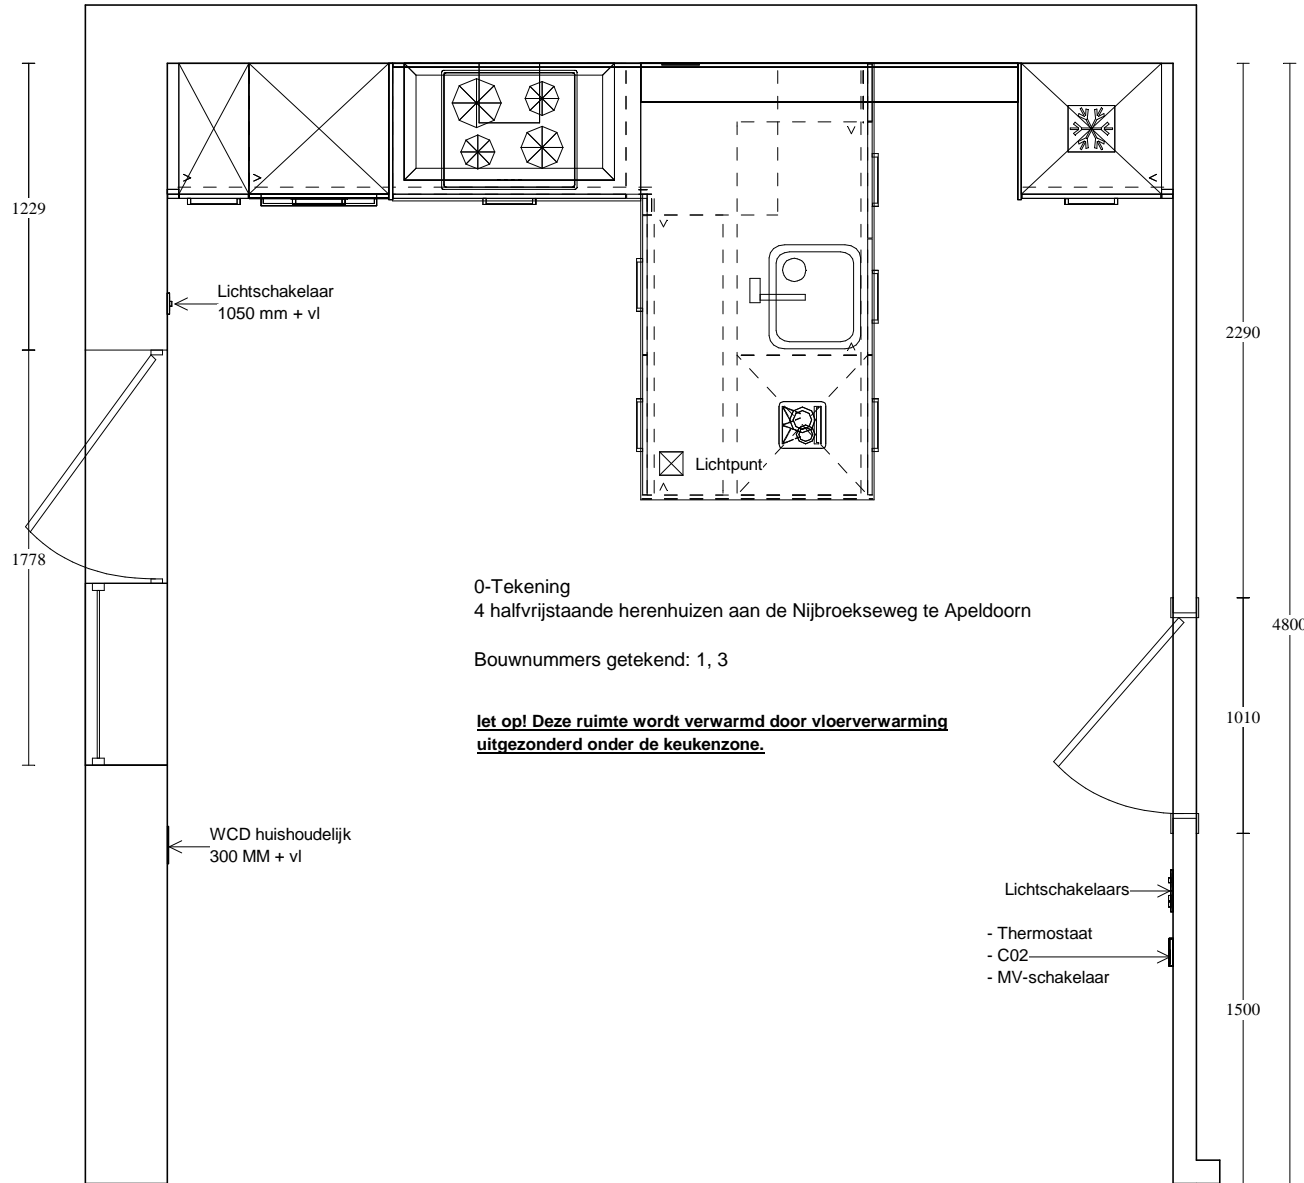 1229
Lichtschakelaar
1050 mm + vl
2290
Lichtpunt
1778
0-Tekening
4 halfvrijstaande herenhuizen aan de Nijbroekseweg te Apeldoorn
4800
Bouwnummers getekend: 1, 3
let op! Deze ruimte wordt verwarmd door vloerverwarming
uitgezonderd onder de keukenzone.
1010
WCD huishoudelijk
300 MM + vl
Lichtschakelaars
- Thermostaat
- C02
- MV-schakelaar
1500